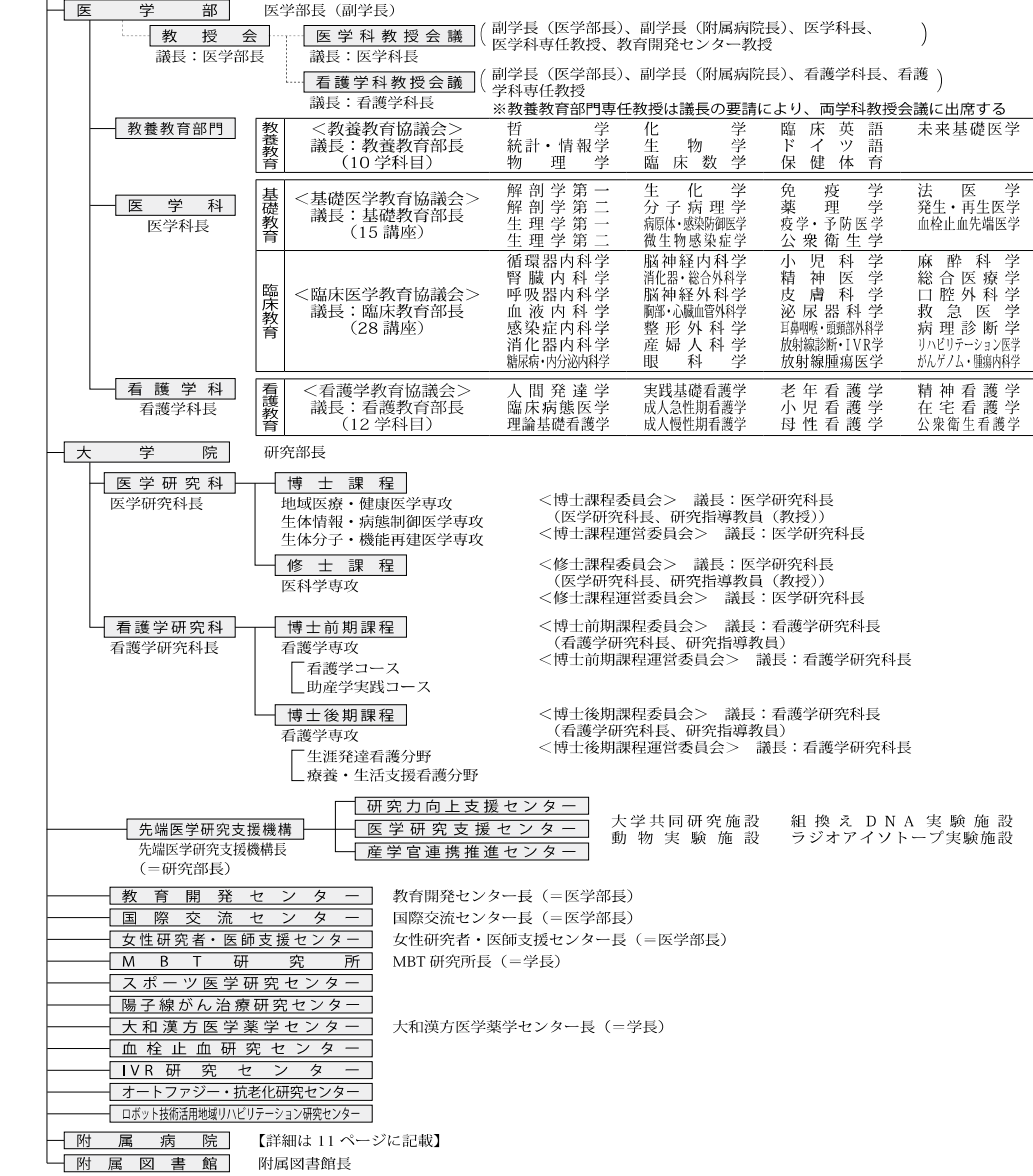 医学部 医学部長（副学長）
教授会 医学科教授会議 （副学長（医学部長）、副学長（附属病院長）、医学科長、
医学科専任教授、教育開発センター教授）
議長：医学部長 議長：医学科長
看護学科教授会議 （副学長（医学部長）、副学長（附属病院長）、看護学科長、看護
学科専任教授）
議長：看護学科長
※教養教育部門専任教授は議長の要請により、両学科教授会議に出席する
教養教育部門
教養教育
＜教養教育協議会＞ 哲学 化学 臨床英語 未来基礎医学
議長：教養教育部長 統計・情報学 生物学 ドイツ語
（10学科目） 物理学 臨床数学 保健体育
医学科
医学科長
基礎教育
解剖学第一 生化学 免疫学 法医学
＜基礎医学教育協議会＞ 解剖学第二 分子病理学 薬理学 発生・再生医学
議長：基礎教育部長 生理学第一 病原体・感染防御医学 疫学・予防医学 血栓止血先端医学
（15講座） 生理学第二 微生物感染症学 公衆衛生学
臨床教育
循環器内科学 脳神経内科学 小児科学 麻酔科学
腎臓内科学 消化器・総合外科学 精神医学 総合医療学
＜臨床医学教育協議会＞ 呼吸器内科学 脳神経外科学 皮膚科学 口腔外科学
議長：臨床教育部長 血液内科学 胸部・心臓血管外科学 泌尿器科学 救急医学
（28講座） 感染症内科学 整形外科学 耳鼻咽喉・頭頸部外科学 病理診断学
消化器内科学 産婦人科学 放射線診断・IVR学 リハビリテーション医学
糖尿病・内分泌内科学 眼科学 放射線腫瘍医学 がんゲノム・腫瘍内科学
看護学科
看護学科長
看護教育
＜看護学教育協議会＞ 人間発達学 実践基礎看護学 老年看護学 精神看護学
議長：看護教育部長 臨床病態医学 成人急性期看護学 小児看護学 在宅看護学
（12学科目） 理論基礎看護学 成人慢性期看護学 母性看護学 公衆衛生看護学
大学院 研究部長
医学研究科 博士課程
医学研究科長 地域医療・健康医学専攻 ＜博士課程委員会＞ 議長：医学研究科長
生体情報・病態制御医学専攻 （医学研究科長、研究指導教員（教授））
生体分子・機能再建医学専攻 ＜博士課程運営委員会＞ 議長：医学研究科長
修士課程 ＜修士課程委員会＞ 議長：医学研究科長
医科学専攻 （医学研究科長、研究指導教員（教授））
＜修士課程運営委員会＞ 議長：医学研究科長
看護学研究科 博士前期課程 ＜博士前期課程委員会＞ 議長：看護学研究科長
看護学研究科長 看護学専攻 （看護学研究科長、研究指導教員）
看護学コース ＜博士前期課程運営委員会＞ 議長：看護学研究科長
助産学実践コース
博士後期課程 ＜博士後期課程委員会＞ 議長：看護学研究科長
看護学専攻 （看護学研究科長、研究指導教員）
生涯発達看護分野 ＜博士後期課程運営委員会＞ 議長：看護学研究科長
療養・生活支援看護分野
研究力向上支援センター
先端医学研究支援機構 医学研究支援センター 大学共同研究施設 組換えDNA実験施設
動物実験施設 ラジオアイソトープ実験施設
先端医学研究支援機構長 産学官連携推進センター
（＝研究部長）
教育開発センター 教育開発センター長（＝医学部長）
国際交流センター 国際交流センター長（＝医学部長）
女性研究者・医師支援センター 女性研究者・医師支援センター長（＝医学部長）
MBT研究所 MBT研究所長（＝学長）
スポーツ医学研究センター
陽子線がん治療研究センター
大和漢方医学薬学センター 大和漢方医学薬学センター長（＝学長）
血栓止血研究センター
IVR研究センター
オートファジー・抗老化研究センター
ロボット技術活用地域リハビリテーション研究センター
附属病院 【詳細は11ページに記載】
附属図書館 附属図書館長